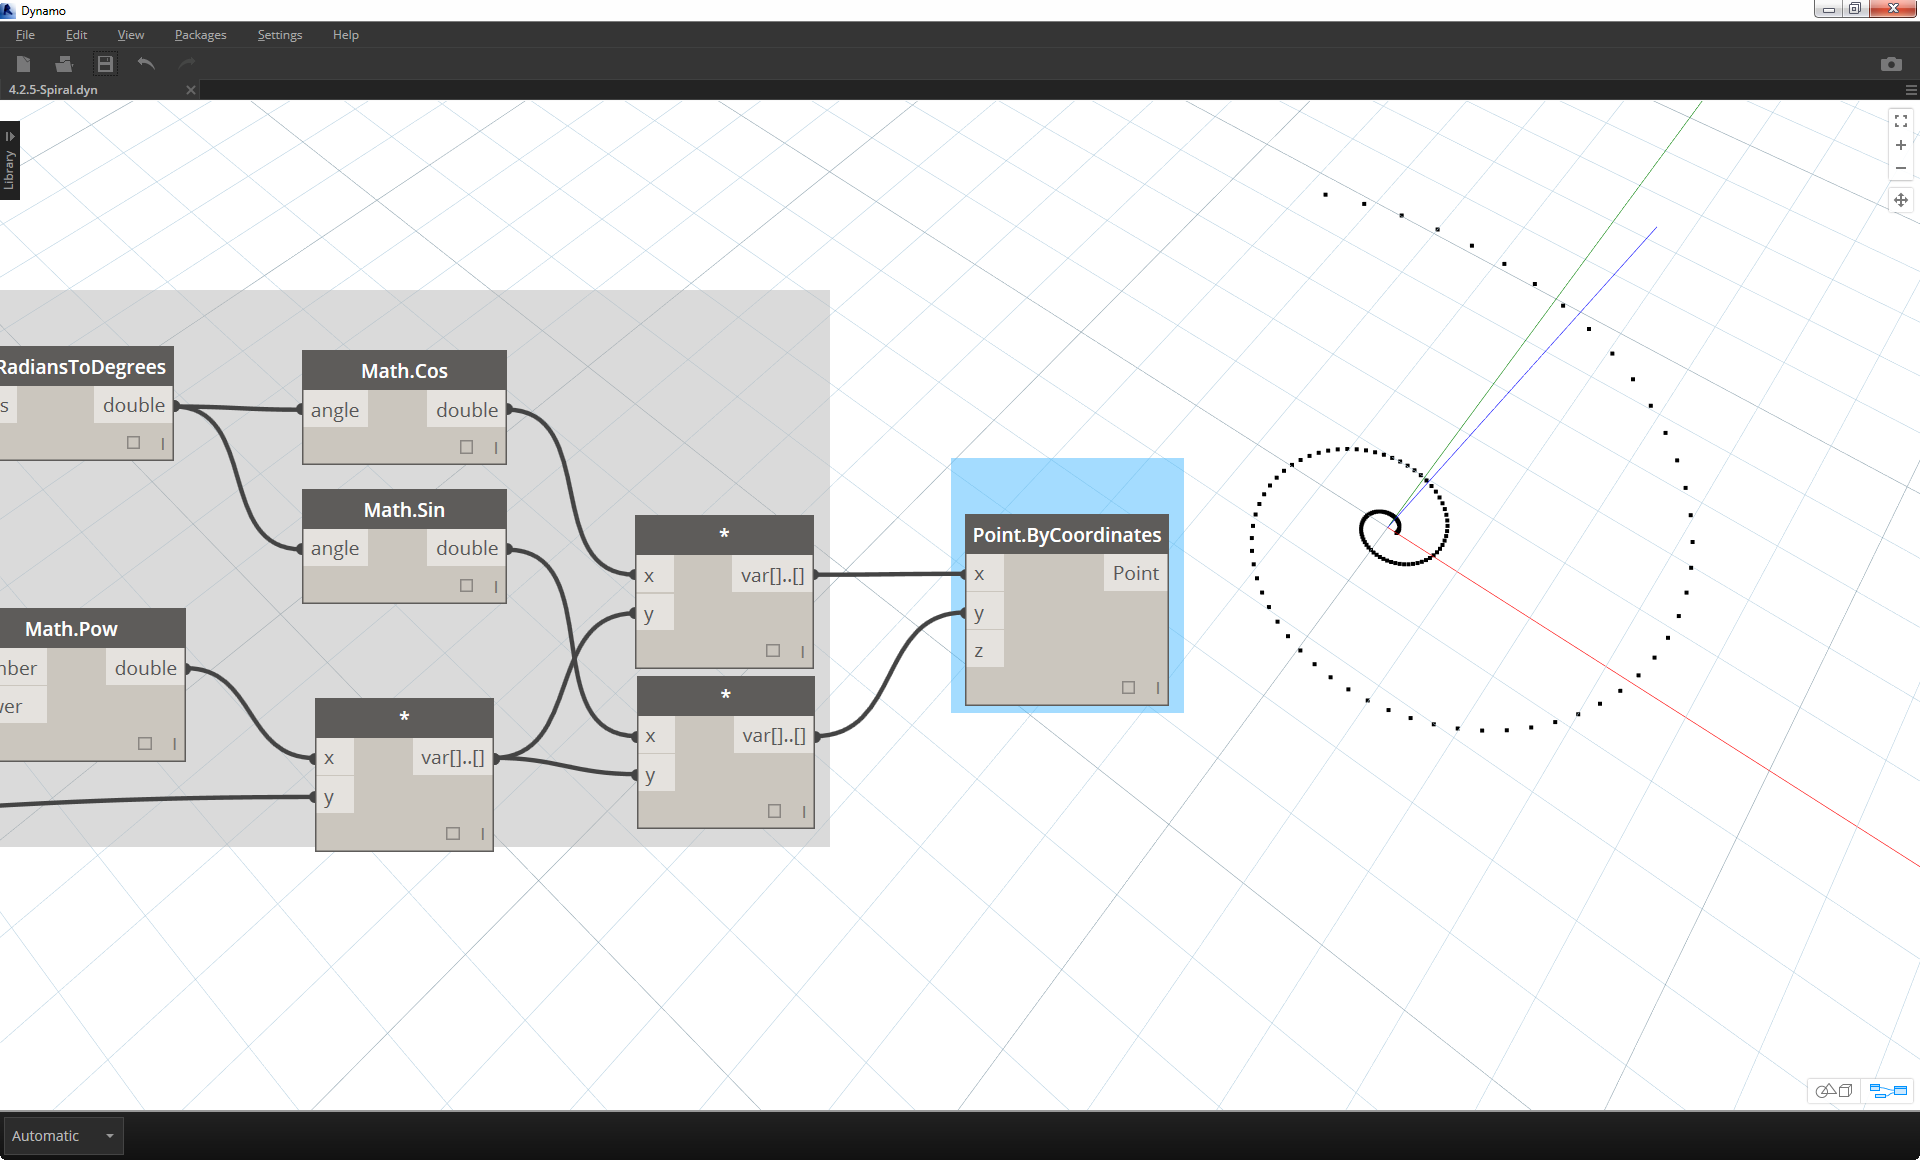 Dynamo
File Edit View Packages Settings Help
4.2.5-Spiral.dyn
Library
RadiansToDegrees
s double
I
Math.Cos
angle double
I
Math.Sin
angle double
I
Math.Pow
nber double
ver
I
*
x var[]..[]
y
I
*
x var[]..[]
y
I
*
x var[]..[]
y
I
Point.ByCoordinates
x Point
y
z
I
Automatic